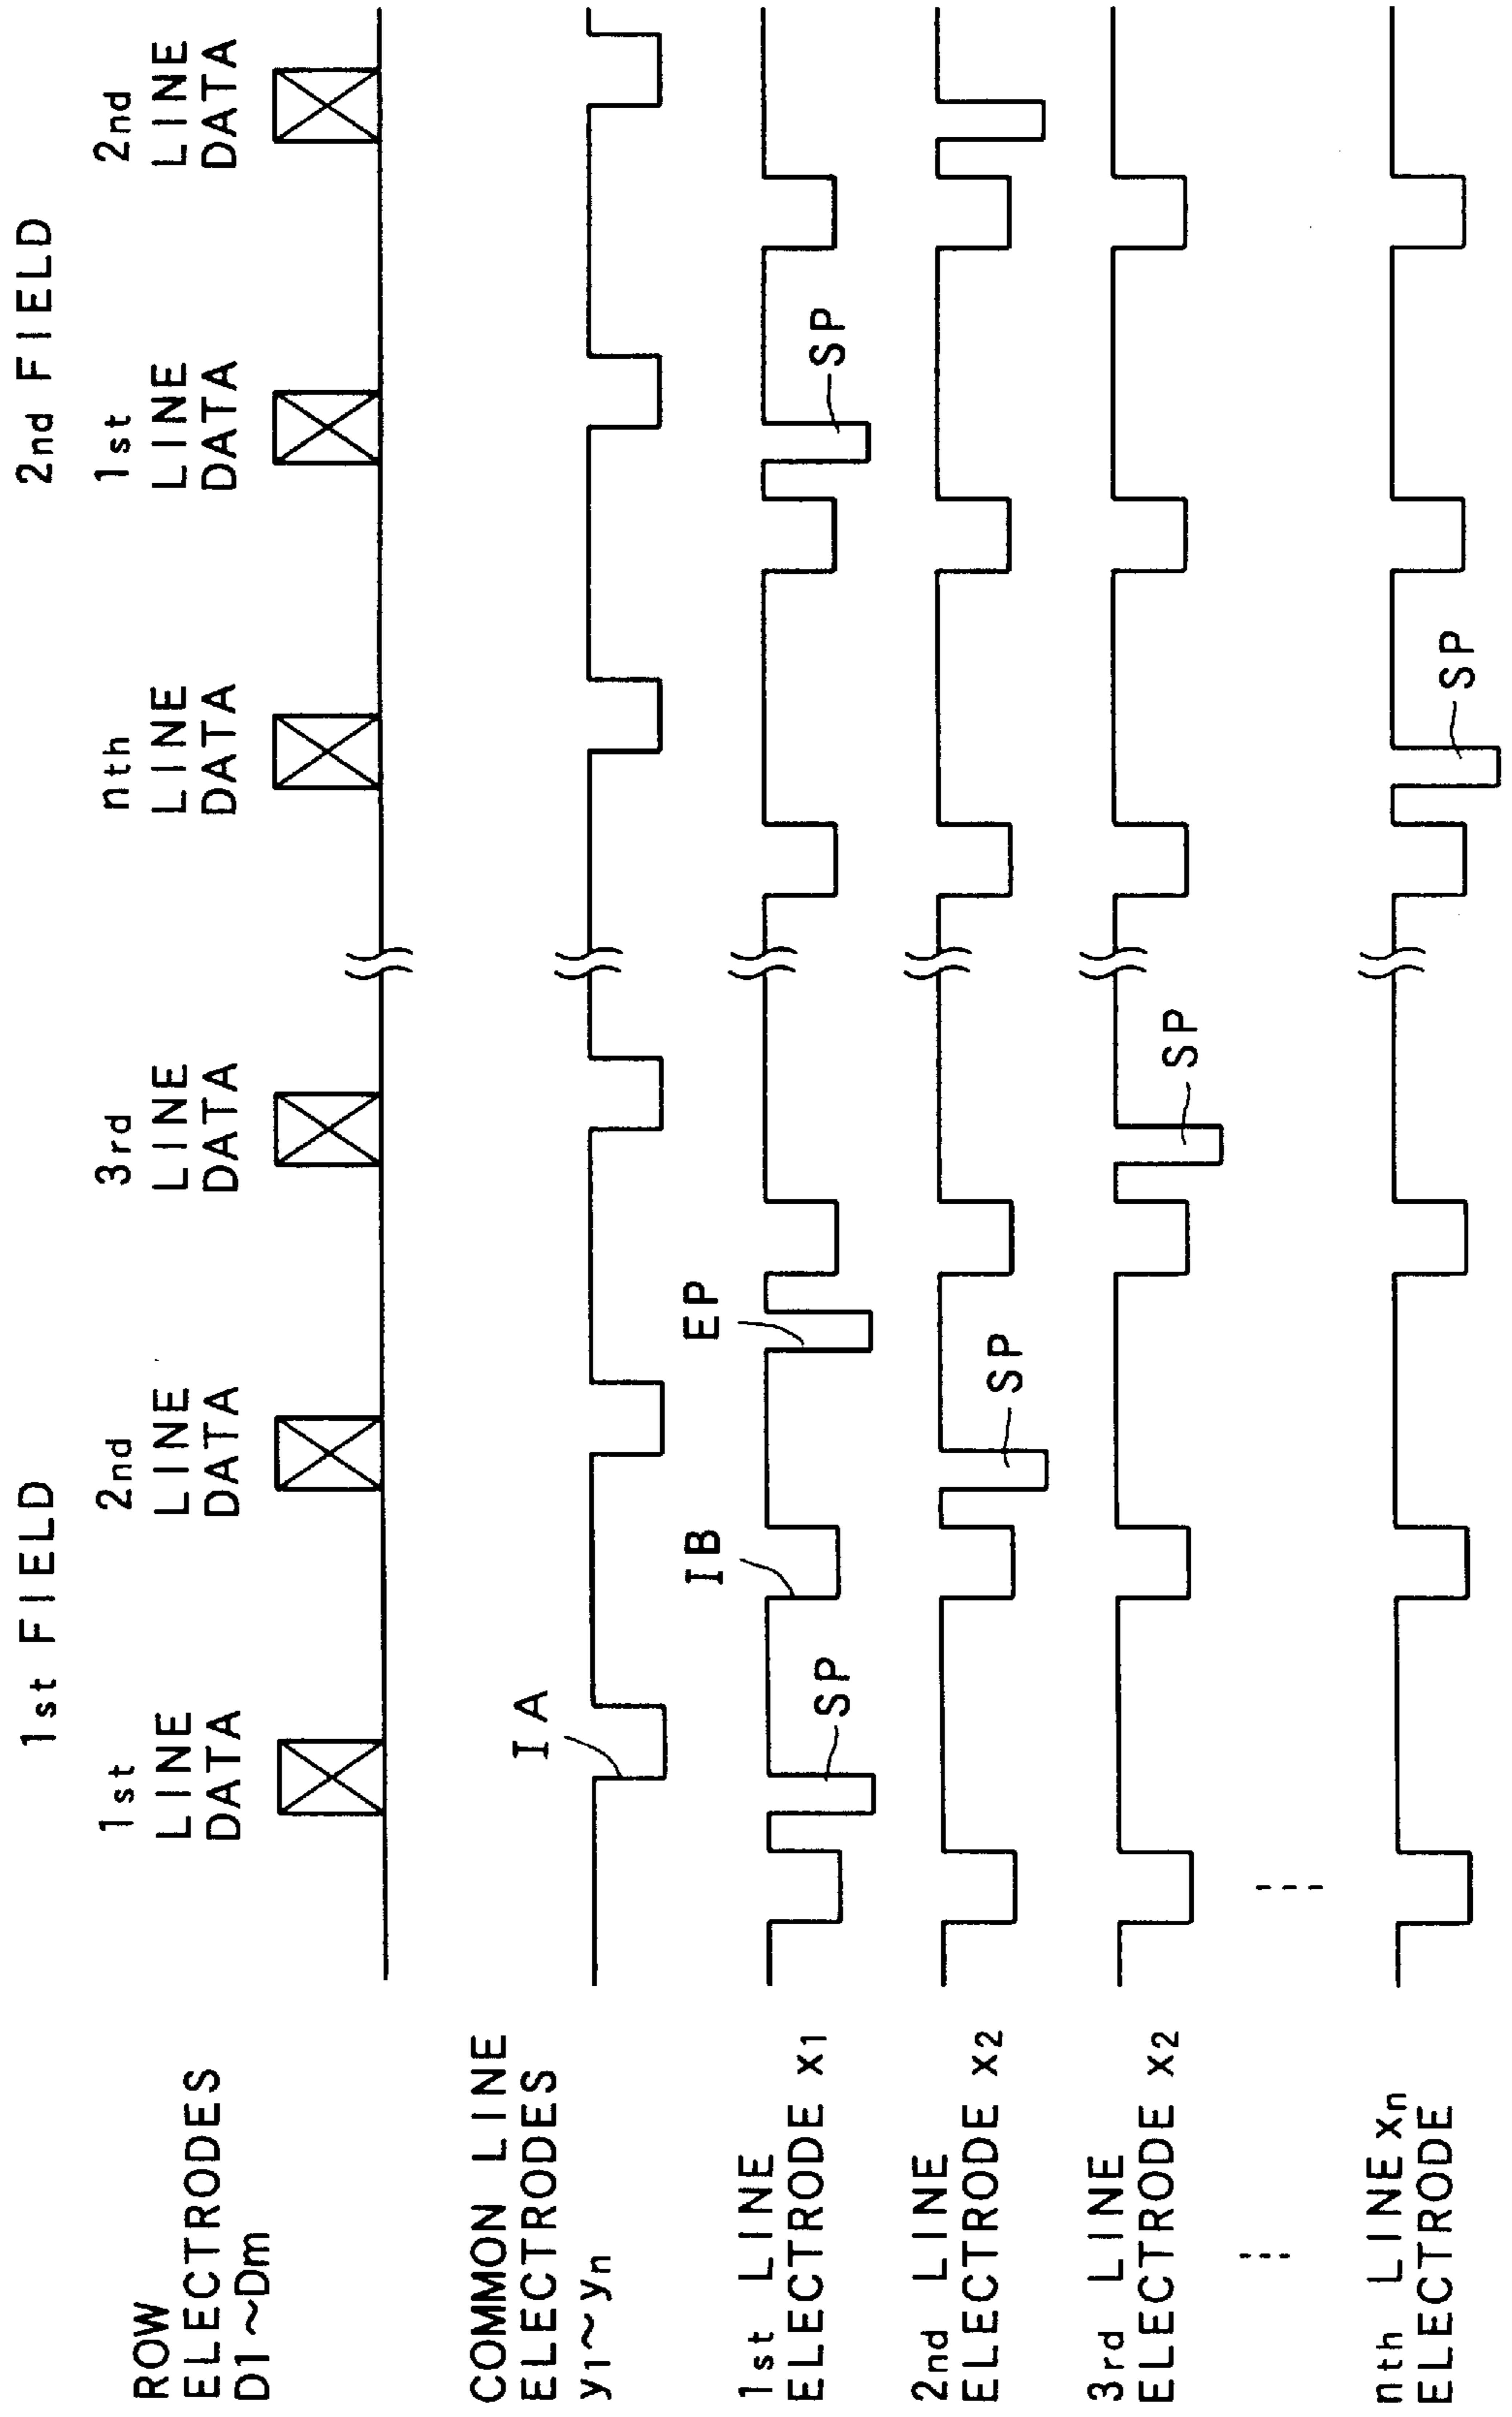 1st FIELD
2nd FIELD
1st
LINE
DATA
2nd
LINE
DATA
3rd
LINE
DATA
nth
LINE
DATA
1st
LINE
DATA
2nd
LINE
DATA
ROW
ELECTRODES
D1~Dm
COMMON LINE
ELECTRODES
y1~yn
IA
1st LINE
ELECTRODE x1
SP
IB
EP
SP
2nd LINE
ELECTRODE x2
SP
3rd LINE
ELECTRODE x2
SP
nth LINE xn
ELECTRODE
SP